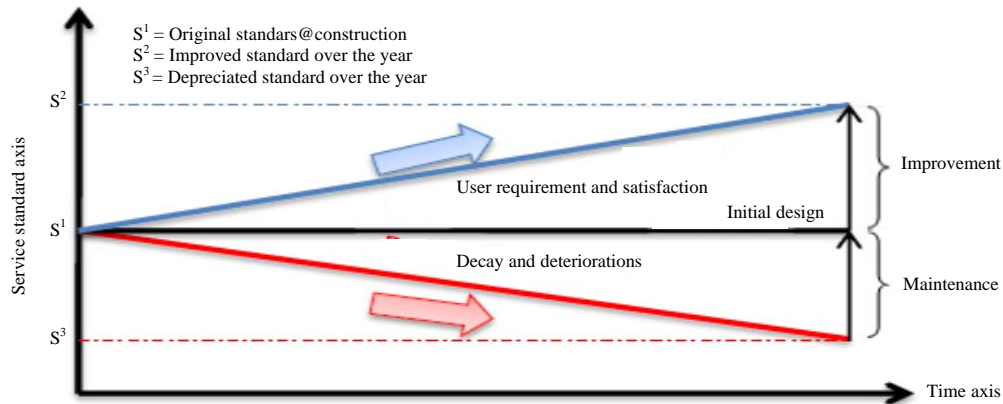 S¹ = Original standars@construction
S² = Improved standard over the year
S³ = Depreciated standard over the year
S²
Improvement
User requirement and satisfaction
Initial design
S¹
Service standard axis
Decay and deteriorations
Maintenance
S³
Time axis